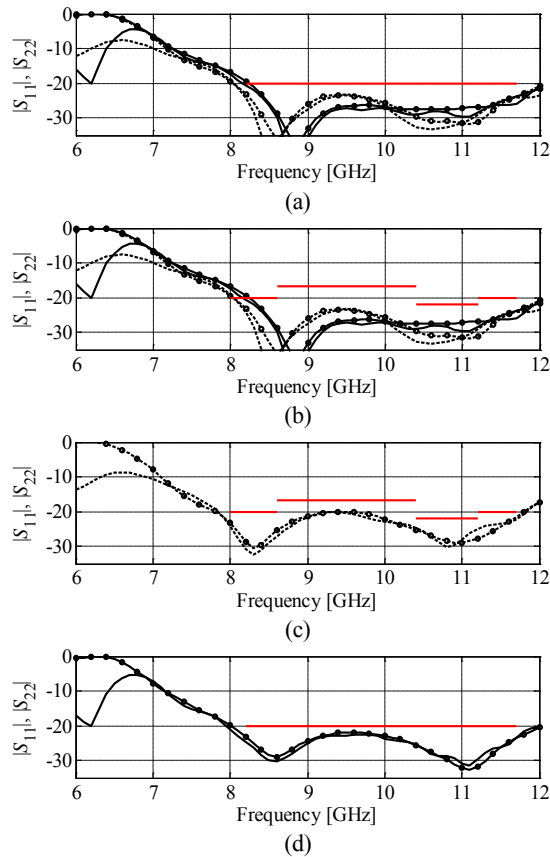 |S11|, |S22|
0
-10
-20
-30
6 7 8 9 10 11 12
Frequency [GHz]
(a)
|S11|, |S22|
0
-10
-20
-30
6 7 8 9 10 11 12
Frequency [GHz]
(b)
|S11|, |S22|
0
-10
-20
-30
6 7 8 9 10 11 12
Frequency [GHz]
(c)
|S11|, |S22|
0
-10
-20
-30
6 7 8 9 10 11 12
Frequency [GHz]
(d)